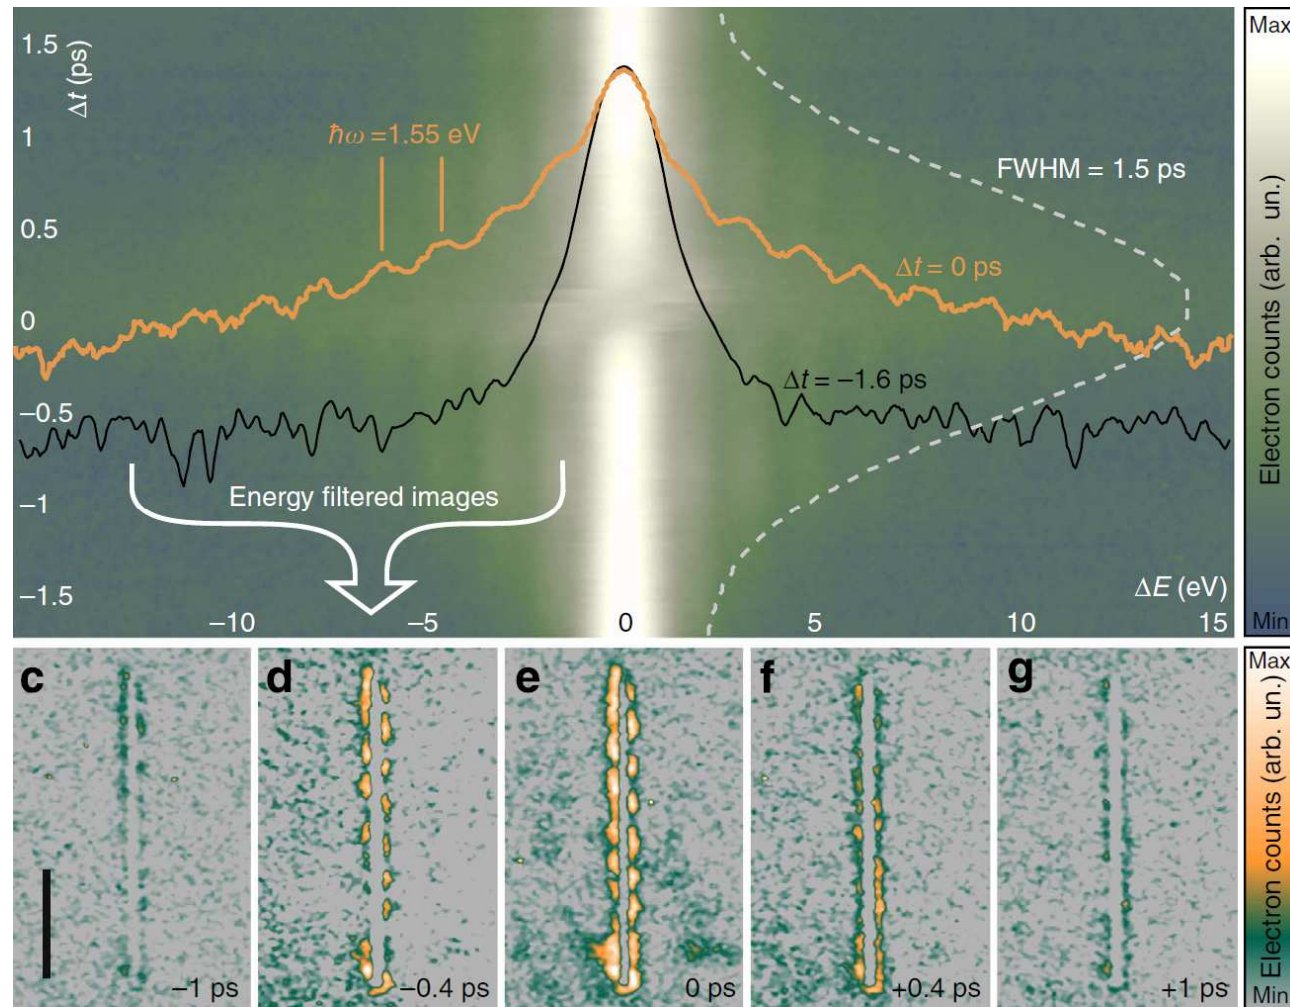 1.5
Δt (ps)
1
0.5
0
–0.5
–1
–1.5
ħω =1.55 eV
FWHM = 1.5 ps
Δt = 0 ps
Δt = –1.6 ps
Energy filtered images
ΔE (eV)
–10
–5
0
5
10
15
Max
Electron counts (arb. un.)
Min
c
–1 ps
d
–0.4 ps
e
0 ps
f
+0.4 ps
g
+1 ps
Max
Electron counts (arb. un.)
Min